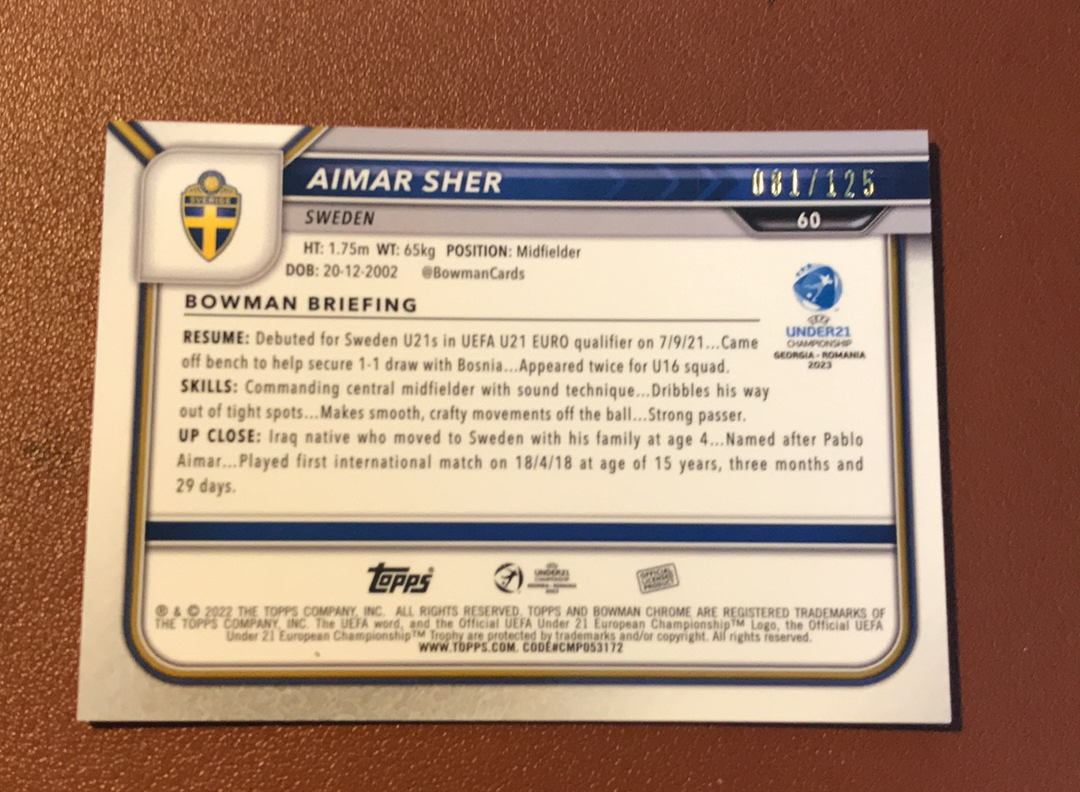 SVERIGE
AIMAR SHER
081/125
SWEDEN
60
HT: 1.75m WT: 65kg POSITION: Midfielder
DOB: 20-12-2002 @BowmanCards
BOWMAN BRIEFING
RESUME: Debuted for Sweden U21s in UEFA U21 EURO qualifier on 7/9/21...Came
off bench to help secure 1-1 draw with Bosnia...Appeared twice for U16 squad.
SKILLS: Commanding central midfielder with sound technique...Dribbles his way
out of tight spots...Makes smooth, crafty movements off the ball...Strong passer.
UP CLOSE: Iraq native who moved to Sweden with his family at age 4...Named after Pablo
Aimar...Played first international match on 18/4/18 at age of 15 years, three months and
29 days.
UEFA
UNDER21
CHAMPIONSHIP
GEORGIA - ROMANIA
2023
Topps
UNDER21
CHAMPIONSHIP
GEORGIA - ROMANIA
2023
OFFICIAL
LICENSED
PRODUCT
® & © 2022 THE TOPPS COMPANY, INC. ALL RIGHTS RESERVED. TOPPS AND BOWMAN CHROME ARE REGISTERED TRADEMARKS OF
THE TOPPS COMPANY, INC. The UEFA word, and the Official UEFA Under 21 European Championship™ Logo, the Official UEFA
Under 21 European Championship™ Trophy are protected by trademarks and/or copyright. All rights reserved.
WWW.TOPPS.COM. CODE#CMP053172